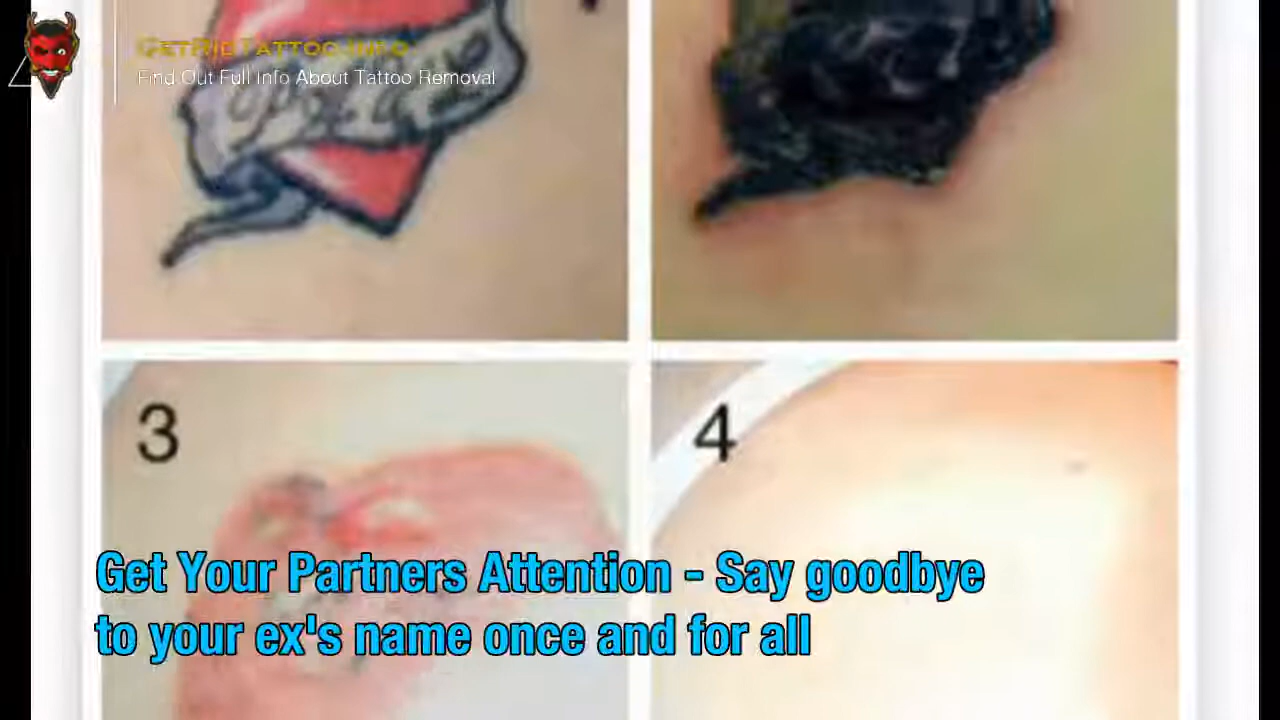 GetRidTattoo.Info
Find Out Full Info About Tattoo Removal
3
4
Get Your Partners Attention - Say goodbye
to your ex's name once and for all